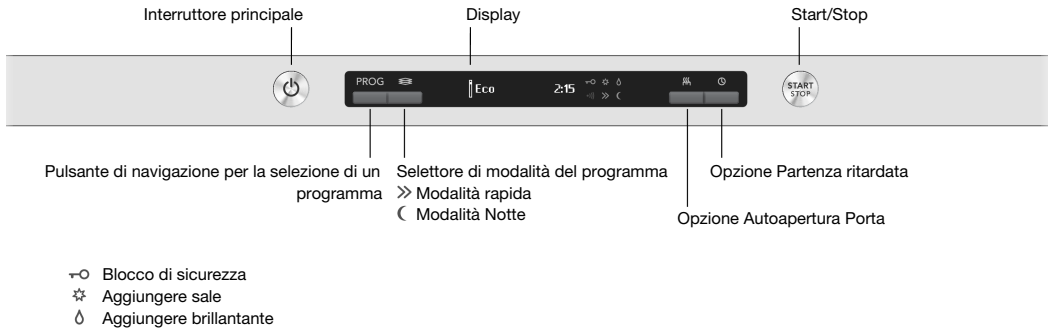 Interruttore principale
Display
Start/Stop
PROG
Eco
2:15
START
STOP
Pulsante di navigazione per la selezione di un
programma
Selettore di modalità del programma
Modalità rapida
Modalità Notte
Opzione Partenza ritardata
Opzione Autoapertura Porta
Blocco di sicurezza
Aggiungere sale
Aggiungere brillantante